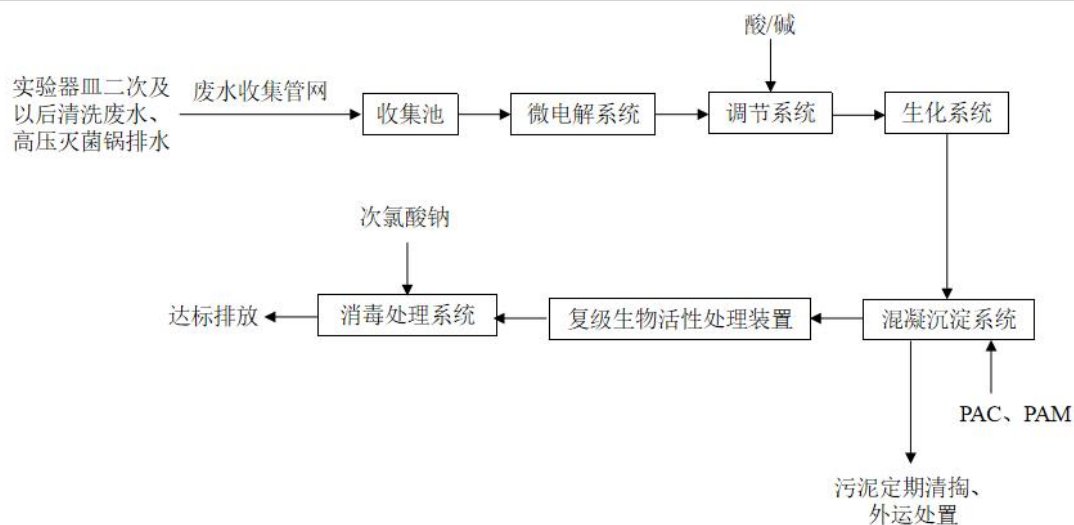 酸/碱
实验器皿二次及
以后清洗废水、
高压灭菌锅排水
废水收集管网
收集池
微电解系统
调节系统
生化系统
次氯酸钠
达标排放
消毒处理系统
复级生物活性处理装置
混凝沉淀系统
PAC、PAM
污泥定期清掏、
外运处置